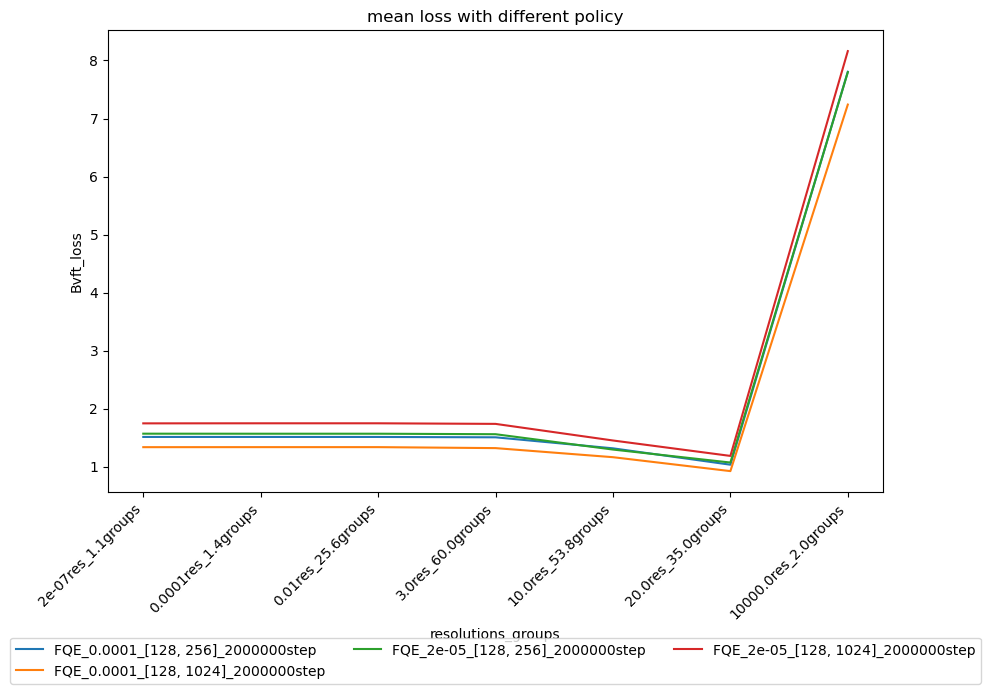 mean loss with different policy
Bvft_loss
8
7
6
5
4
3
2
1
2e-07res_1.1groups
0.0001res_1.4groups
0.01res_25.6groups
3.0res_60.0groups
10.0res_53.8groups
20.0res_35.0groups
10000.0res_2.0groups
resolutions_groups
FQE_0.0001_[128, 256]_2000000step
FQE_0.0001_[128, 1024]_2000000step
FQE_2e-05_[128, 256]_2000000step
FQE_2e-05_[128, 1024]_2000000step